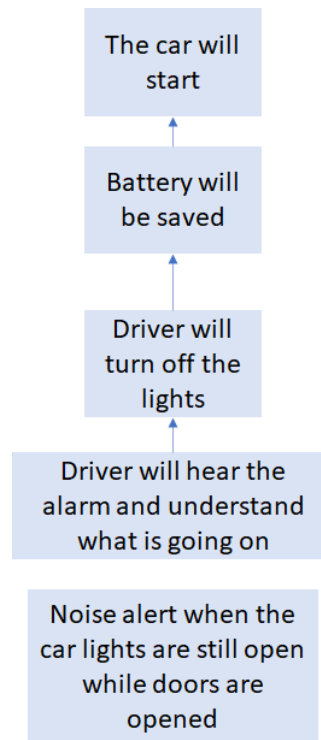 The car will
start
Battery will
be saved
Driver will
turn off the
lights
Driver will hear the
alarm and understand
what is going on
Noise alert when the
car lights are still open
while doors are
opened